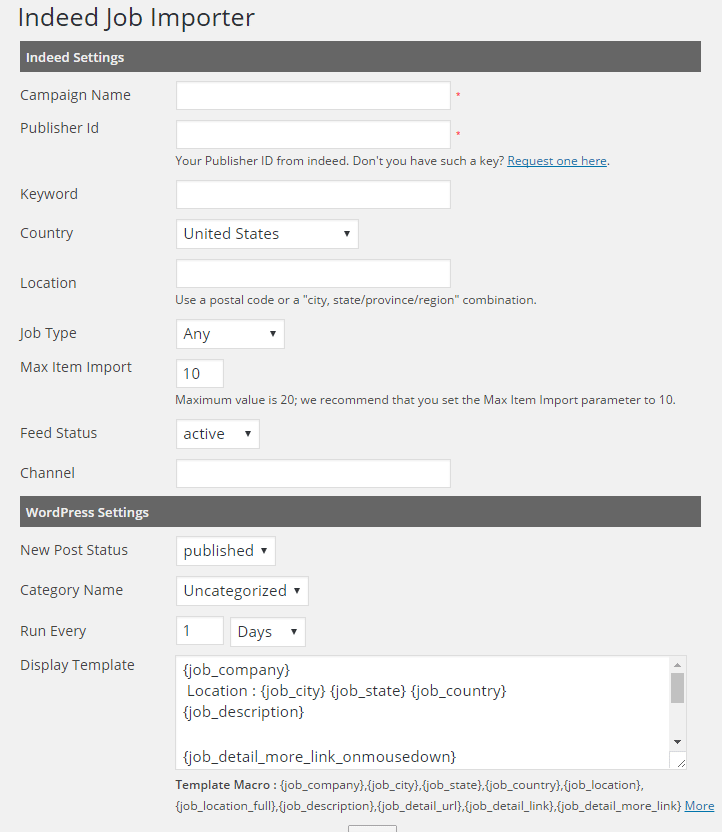 Indeed Job Importer
Indeed Settings
Campaign Name *
Publisher Id *
Your Publisher ID from indeed. Don't you have such a key? Request one here.
Keyword
Country United States
Location
Use a postal code or a "city, state/province/region" combination.
Job Type Any
Max Item Import 10
Maximum value is 20; we recommend that you set the Max Item Import parameter to 10.
Feed Status active
Channel
WordPress Settings
New Post Status published
Category Name Uncategorized
Run Every 1 Days
Display Template {job_company}
Location : {job_city} {job_state} {job_country}
{job_description}
{job_detail_more_link_onmousedown}
Template Macro : {job_company},{job_city},{job_state},{job_country},{job_location},
{job_location_full},{job_description},{job_detail_url},{job_detail_link},{job_detail_more_link} More